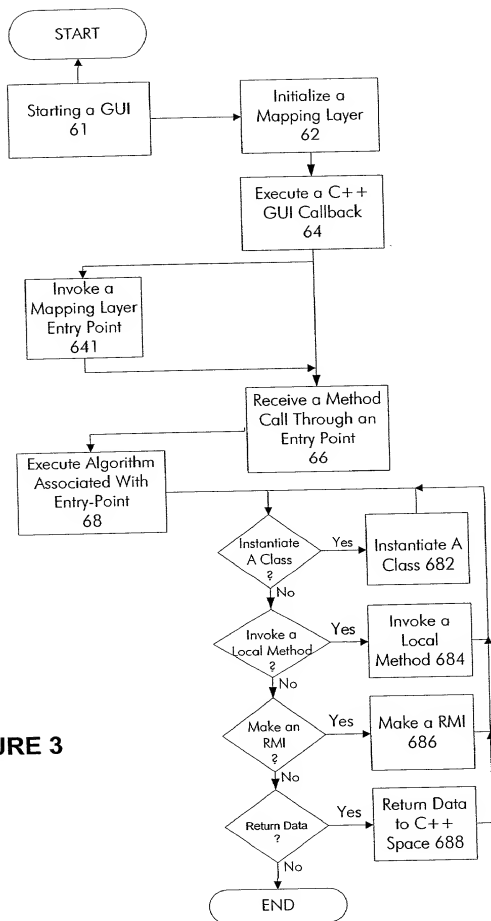 START
Starting a GUI
61
Initialize a
Mapping Layer
62
Execute a C++
GUI Callback
64
Invoke a
Mapping Layer
Entry Point
641
Receive a Method
Call Through an
Entry Point
66
Execute Algorithm
Associated With
Entry-Point
68
Instantiate
A Class
?
Yes
Instantiate A
Class 682
No
Invoke a
Local Method
?
Yes
Invoke a
Local
Method 684
No
URE 3
Make an
RMI
?
Yes
Make a RMI
686
No
Return Data
?
Yes
Return Data
to C++
Space 688
No
END